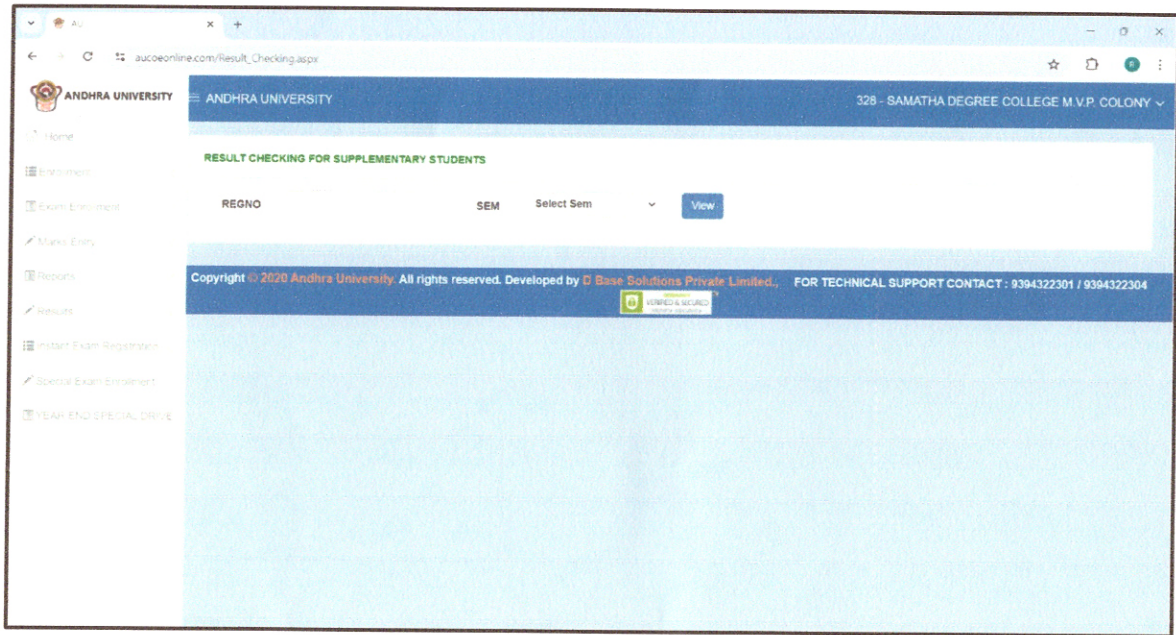 AU
aucoeonline.com/Result_Checking.aspx
ANDHRA UNIVERSITY
ANDHRA UNIVERSITY
328 - SAMATHA DEGREE COLLEGE M.V.P. COLONY
Home
Enrollment
Exam Enrollment
Marks Entry
Reports
Results
Instant Exam Registration
Special Exam Enrolment
YEAR END SPECIAL DRIVE
RESULT CHECKING FOR SUPPLEMENTARY STUDENTS
REGNO SEM Select Sem View
Copyright © 2020 Andhra University. All rights reserved. Developed by D Base Solutions Private Limited., FOR TECHNICAL SUPPORT CONTACT : 9394322301 / 9394322304
VERIFIED & SECURED